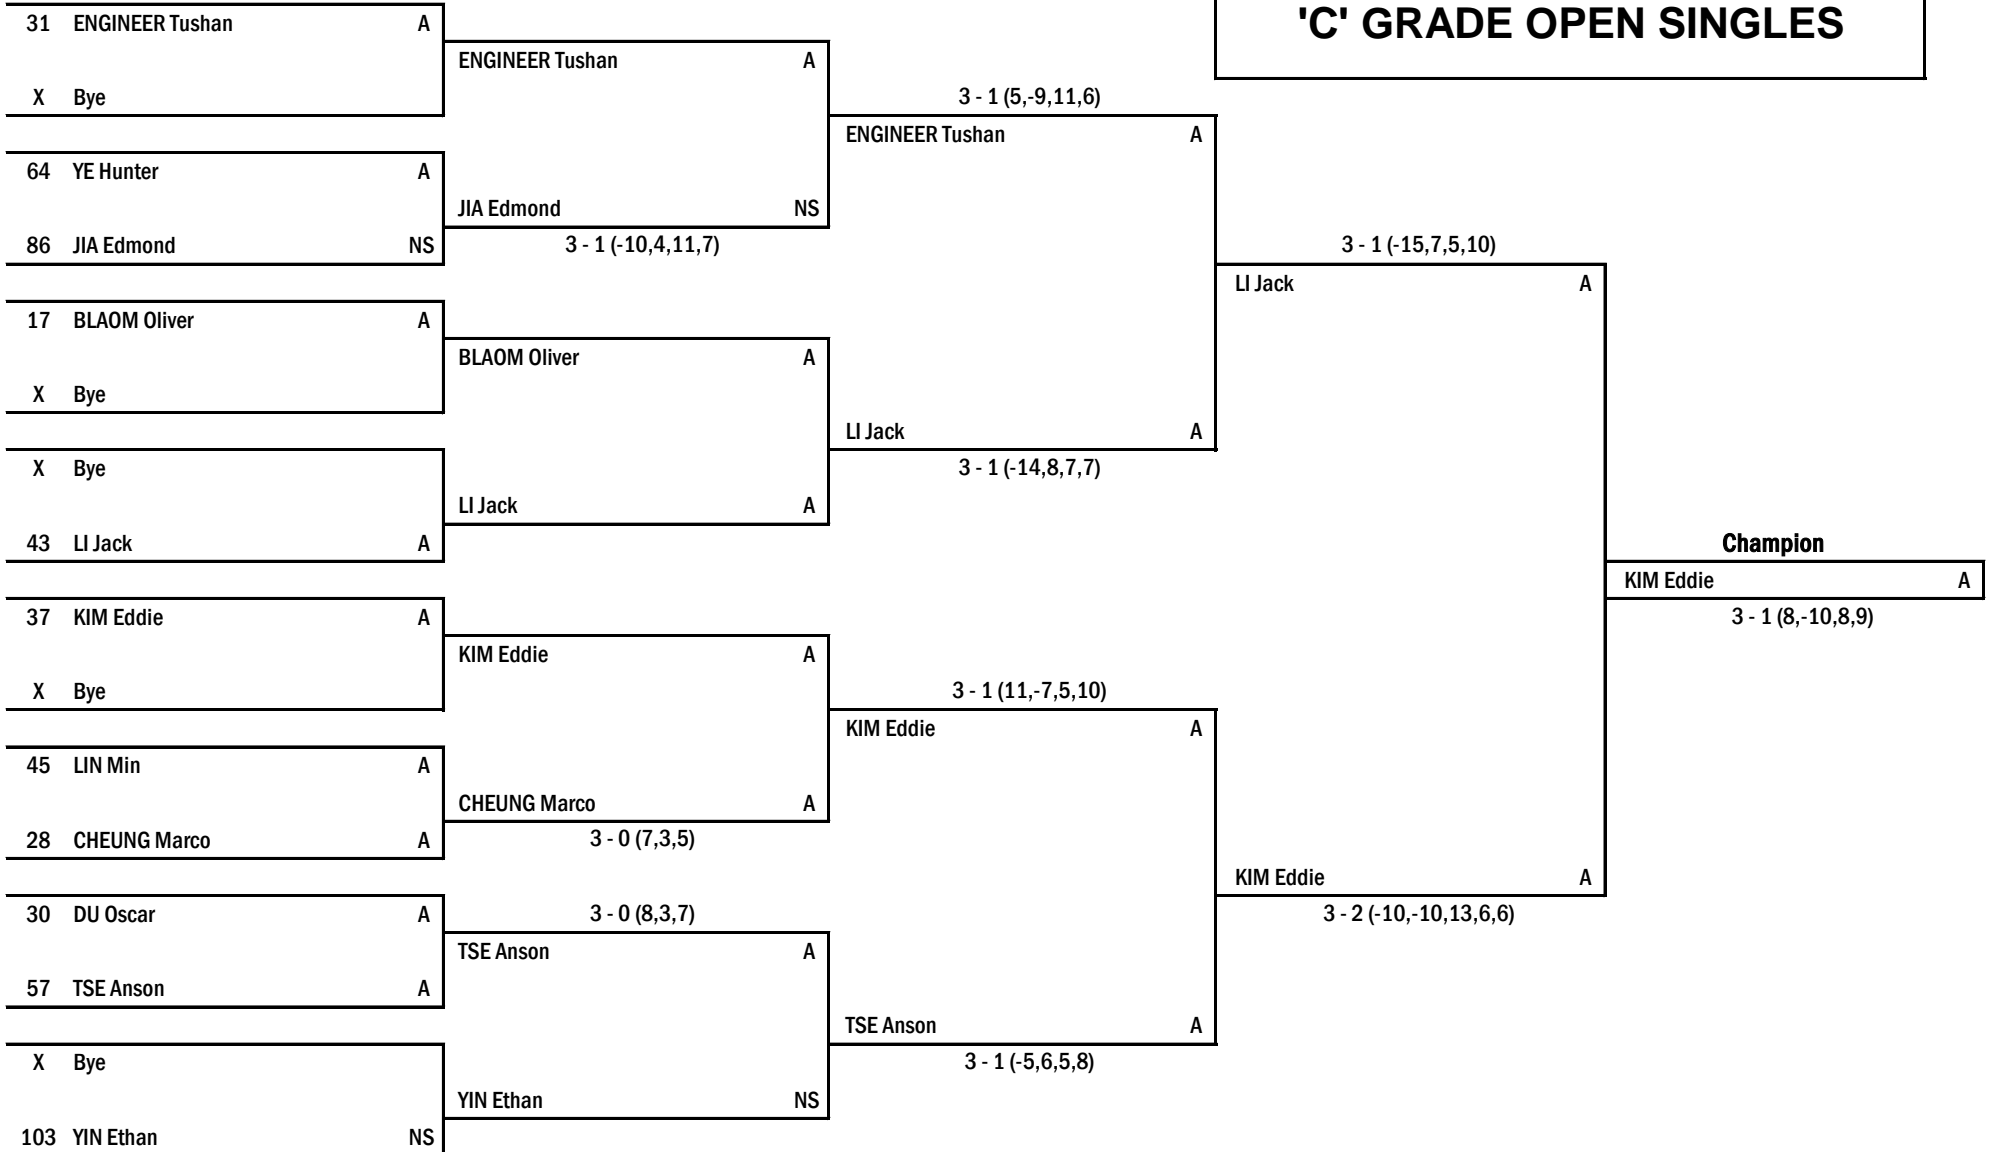 'C' GRADE OPEN SINGLES
31 ENGINEER Tushan A
X Bye
64 YE Hunter A
86 JIA Edmond NS
17 BLAOM Oliver A
X Bye
X Bye
43 LI Jack A
37 KIM Eddie A
X Bye
45 LIN Min A
28 CHEUNG Marco A
30 DU Oscar A
57 TSE Anson A
X Bye
103 YIN Ethan NS
ENGINEER Tushan A
JIA Edmond NS
3 - 1 (-10,4,11,7)
BLAOM Oliver A
LI Jack A
KIM Eddie A
CHEUNG Marco A
3 - 0 (7,3,5)
3 - 0 (8,3,7)
TSE Anson A
YIN Ethan NS
3 - 1 (5,-9,11,6)
ENGINEER Tushan A
LI Jack A
3 - 1 (-14,8,7,7)
3 - 1 (11,-7,5,10)
KIM Eddie A
TSE Anson A
3 - 1 (-5,6,5,8)
3 - 1 (-15,7,5,10)
LI Jack A
KIM Eddie A
3 - 2 (-10,-10,13,6,6)
Champion
KIM Eddie A
3 - 1 (8,-10,8,9)